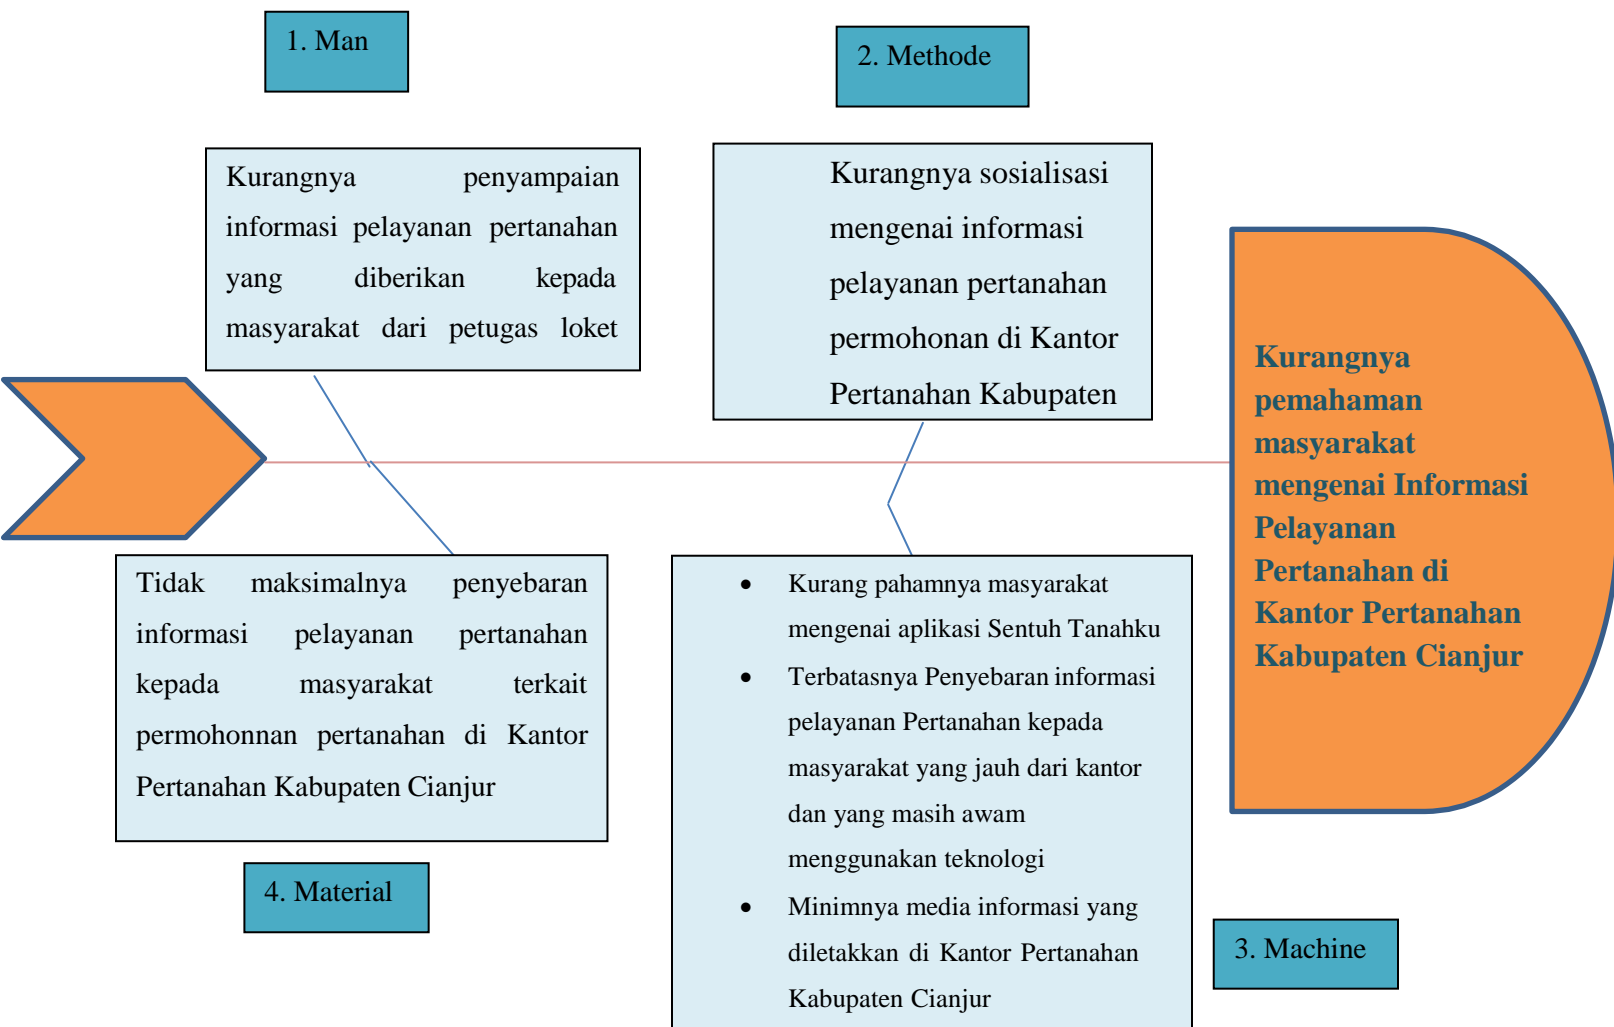 1. Man
2. Methode
Kurangnya penyampaian
informasi pelayanan pertanahan
yang diberikan kepada
masyarakat dari petugas loket
Kurangnya sosialisasi
mengenai informasi
pelayanan pertanahan
permohonan di Kantor
Pertanahan Kabupaten
Kurangnya
pemahaman
masyarakat
mengenai Informasi
Pelayanan
Pertanahan di
Kantor Pertanahan
Kabupaten Cianjur
Tidak maksimalnya penyebaran
informasi pelayanan pertanahan
kepada masyarakat terkait
permohonnan pertanahan di Kantor
Pertanahan Kabupaten Cianjur
• Kurang pahamnya masyarakat
mengenai aplikasi Sentuh Tanahku
• Terbatasnya Penyebaran informasi
pelayanan Pertanahan kepada
masyarakat yang jauh dari kantor
dan yang masih awam
menggunakan teknologi
• Minimnya media informasi yang
diletakkan di Kantor Pertanahan
Kabupaten Cianjur
4. Material
3. Machine